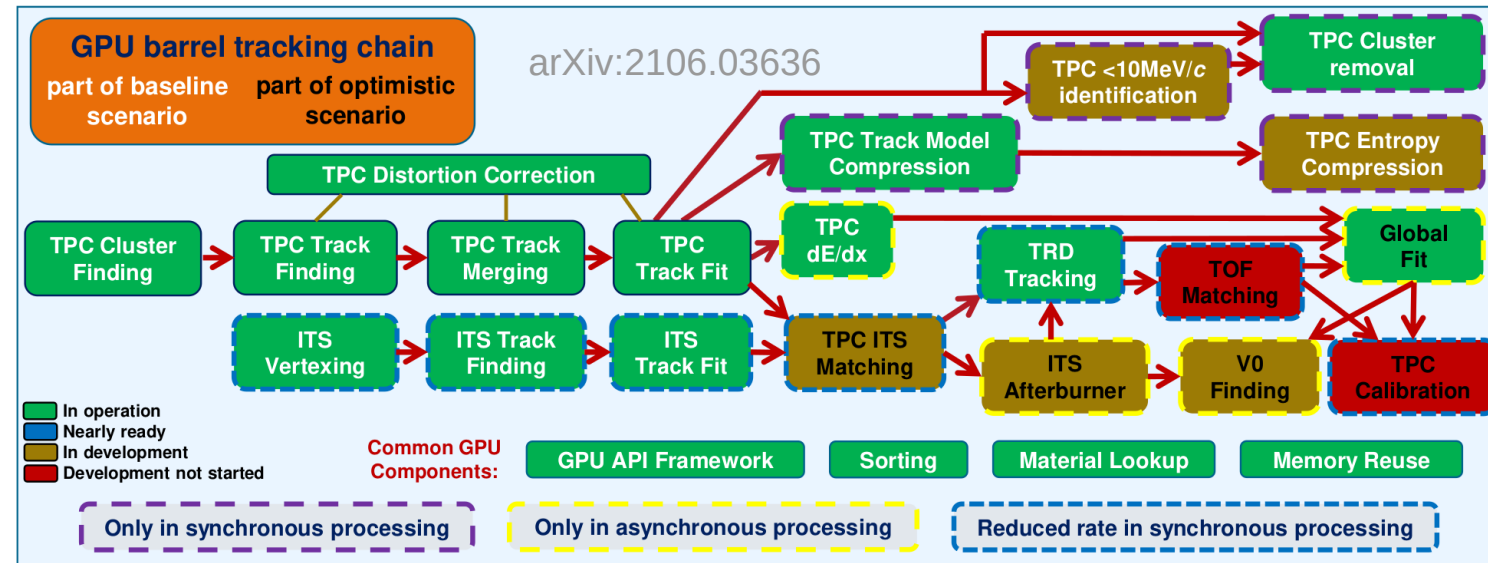 GPU barrel tracking chain
part of baseline
scenario
part of optimistic
scenario
arXiv:2106.03636
TPC <10MeV/c
identification
TPC Cluster
removal
TPC Track Model
Compression
TPC Entropy
Compression
TPC Distortion Correction
TPC Cluster
Finding
TPC Track
Finding
TPC Track
Merging
TPC
Track Fit
TPC
dE/dx
TRD
Tracking
TOF
Matching
Global
Fit
ITS
Vertexing
ITS Track
Finding
ITS
Track Fit
TPC ITS
Matching
ITS
Afterburner
V0
Finding
TPC
Calibration
In operation
Nearly ready
In development
Development not started
Common GPU
Components:
GPU API Framework
Sorting
Material Lookup
Memory Reuse
Only in synchronous processing
Only in asynchronous processing
Reduced rate in synchronous processing